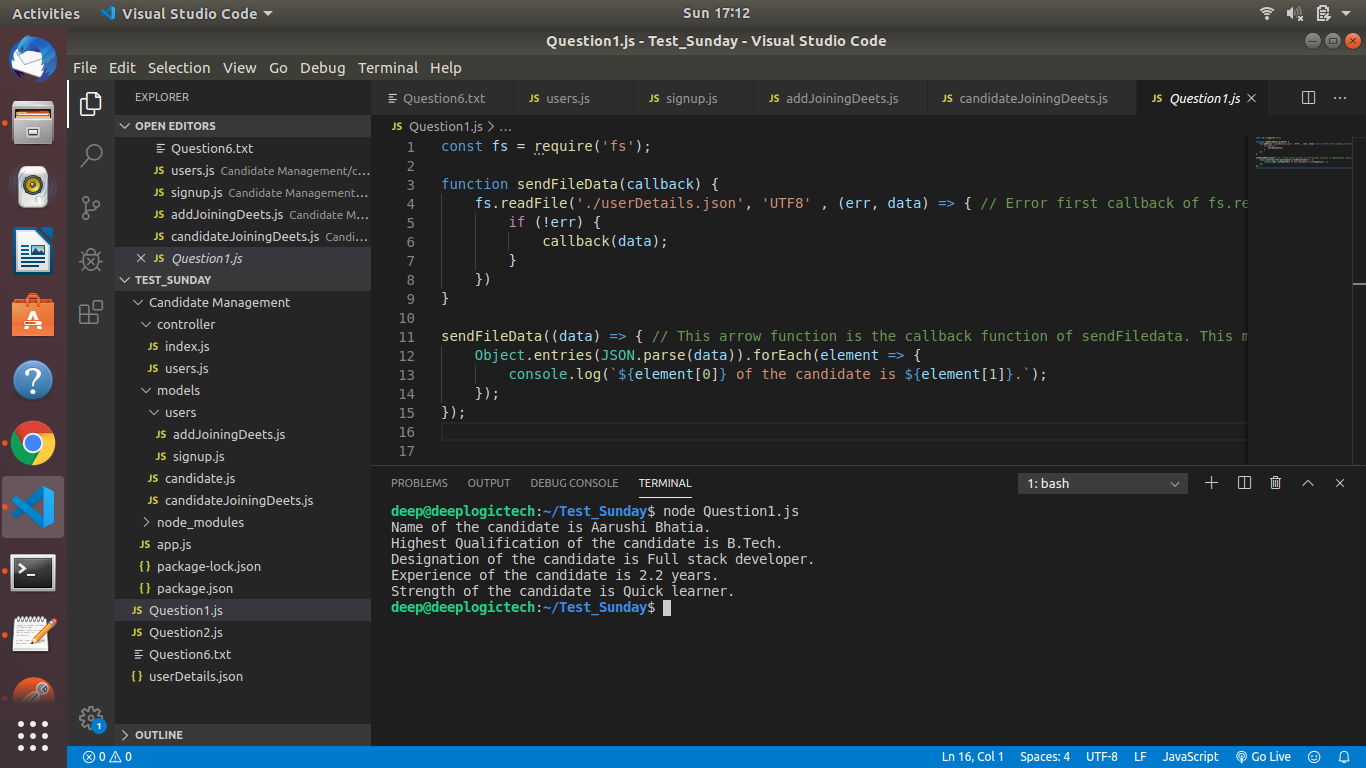 Activities Visual Studio Code Sun 17:12
Question1.js - Test_Sunday - Visual Studio Code
File Edit Selection View Go Debug Terminal Help
EXPLORER
OPEN EDITORS
Question6.txt
JS users.js Candidate Management/c...
JS signup.js Candidate Management...
JS addJoiningDeets.js Candidate M...
JS candidateJoiningDeets.js Candi...
JS Question1.js
TEST_SUNDAY
Candidate Management
controller
JS index.js
JS users.js
models
users
JS addJoiningDeets.js
JS signup.js
JS candidate.js
JS candidateJoiningDeets.js
node_modules
JS app.js
{} package-lock.json
{} package.json
JS Question1.js
JS Question2.js
Question6.txt
{} userDetails.json
OUTLINE
1
Question6.txt JS users.js JS signup.js JS addJoiningDeets.js JS candidateJoiningDeets.js JS Question1.js
JS Question1.js > ...
1 const fs = require('fs');
2
3 function sendFileData(callback) {
4 fs.readFile('./userDetails.json', 'UTF8' , (err, data) => { // Error first callback of fs.re
5 if (!err) {
6 callback(data);
7 }
8 })
9 }
10
11 sendFileData((data) => { // This arrow function is the callback function of sendFiledata. This m
12 Object.entries(JSON.parse(data)).forEach(element => {
13 console.log(`${element[0]} of the candidate is ${element[1]}.`);
14 });
15 });
16
17
PROBLEMS OUTPUT DEBUG CONSOLE TERMINAL 1: bash
deep@deeplogictech:~/Test_Sunday$ node Question1.js
Name of the candidate is Aarushi Bhatia.
Highest Qualification of the candidate is B.Tech.
Designation of the candidate is Full stack developer.
Experience of the candidate is 2.2 years.
Strength of the candidate is Quick learner.
deep@deeplogictech:~/Test_Sunday$
0 0 Ln 16, Col 1 Spaces: 4 UTF-8 LF JavaScript Go Live